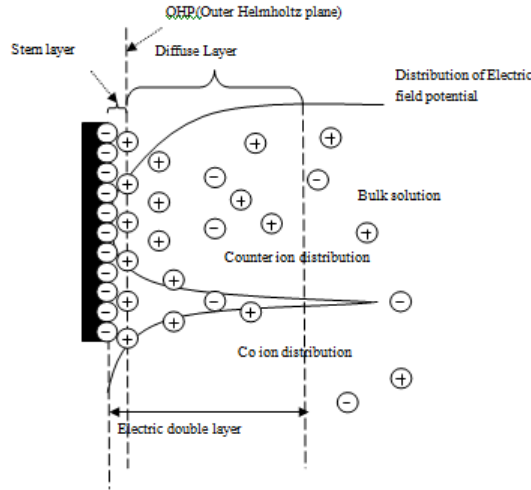 OHP(Outer Helmholtz plane)
Stern layer
Diffuse Layer
Distribution of Electric
field potential
Bulk solution
Counter ion distribution
Co ion distribution
Electric double layer